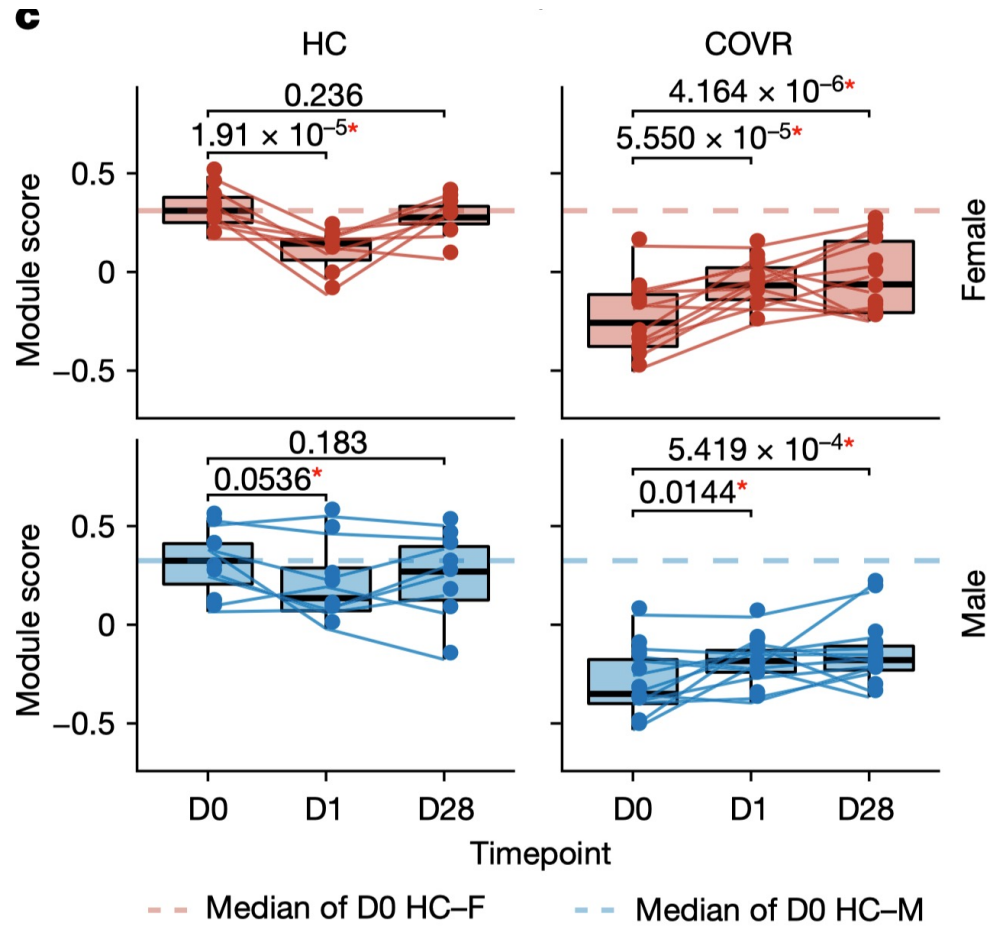 c
HC
COVR
0.236
1.91 × 10⁻⁵*
4.164 × 10⁻⁶*
5.550 × 10⁻⁵*
Module score
0.5
0
−0.5
Female
0.183
0.0536*
5.419 × 10⁻⁴*
0.0144*
Module score
0.5
0
−0.5
Male
D0 D1 D28
D0 D1 D28
Timepoint
Median of D0 HC–F
Median of D0 HC–M